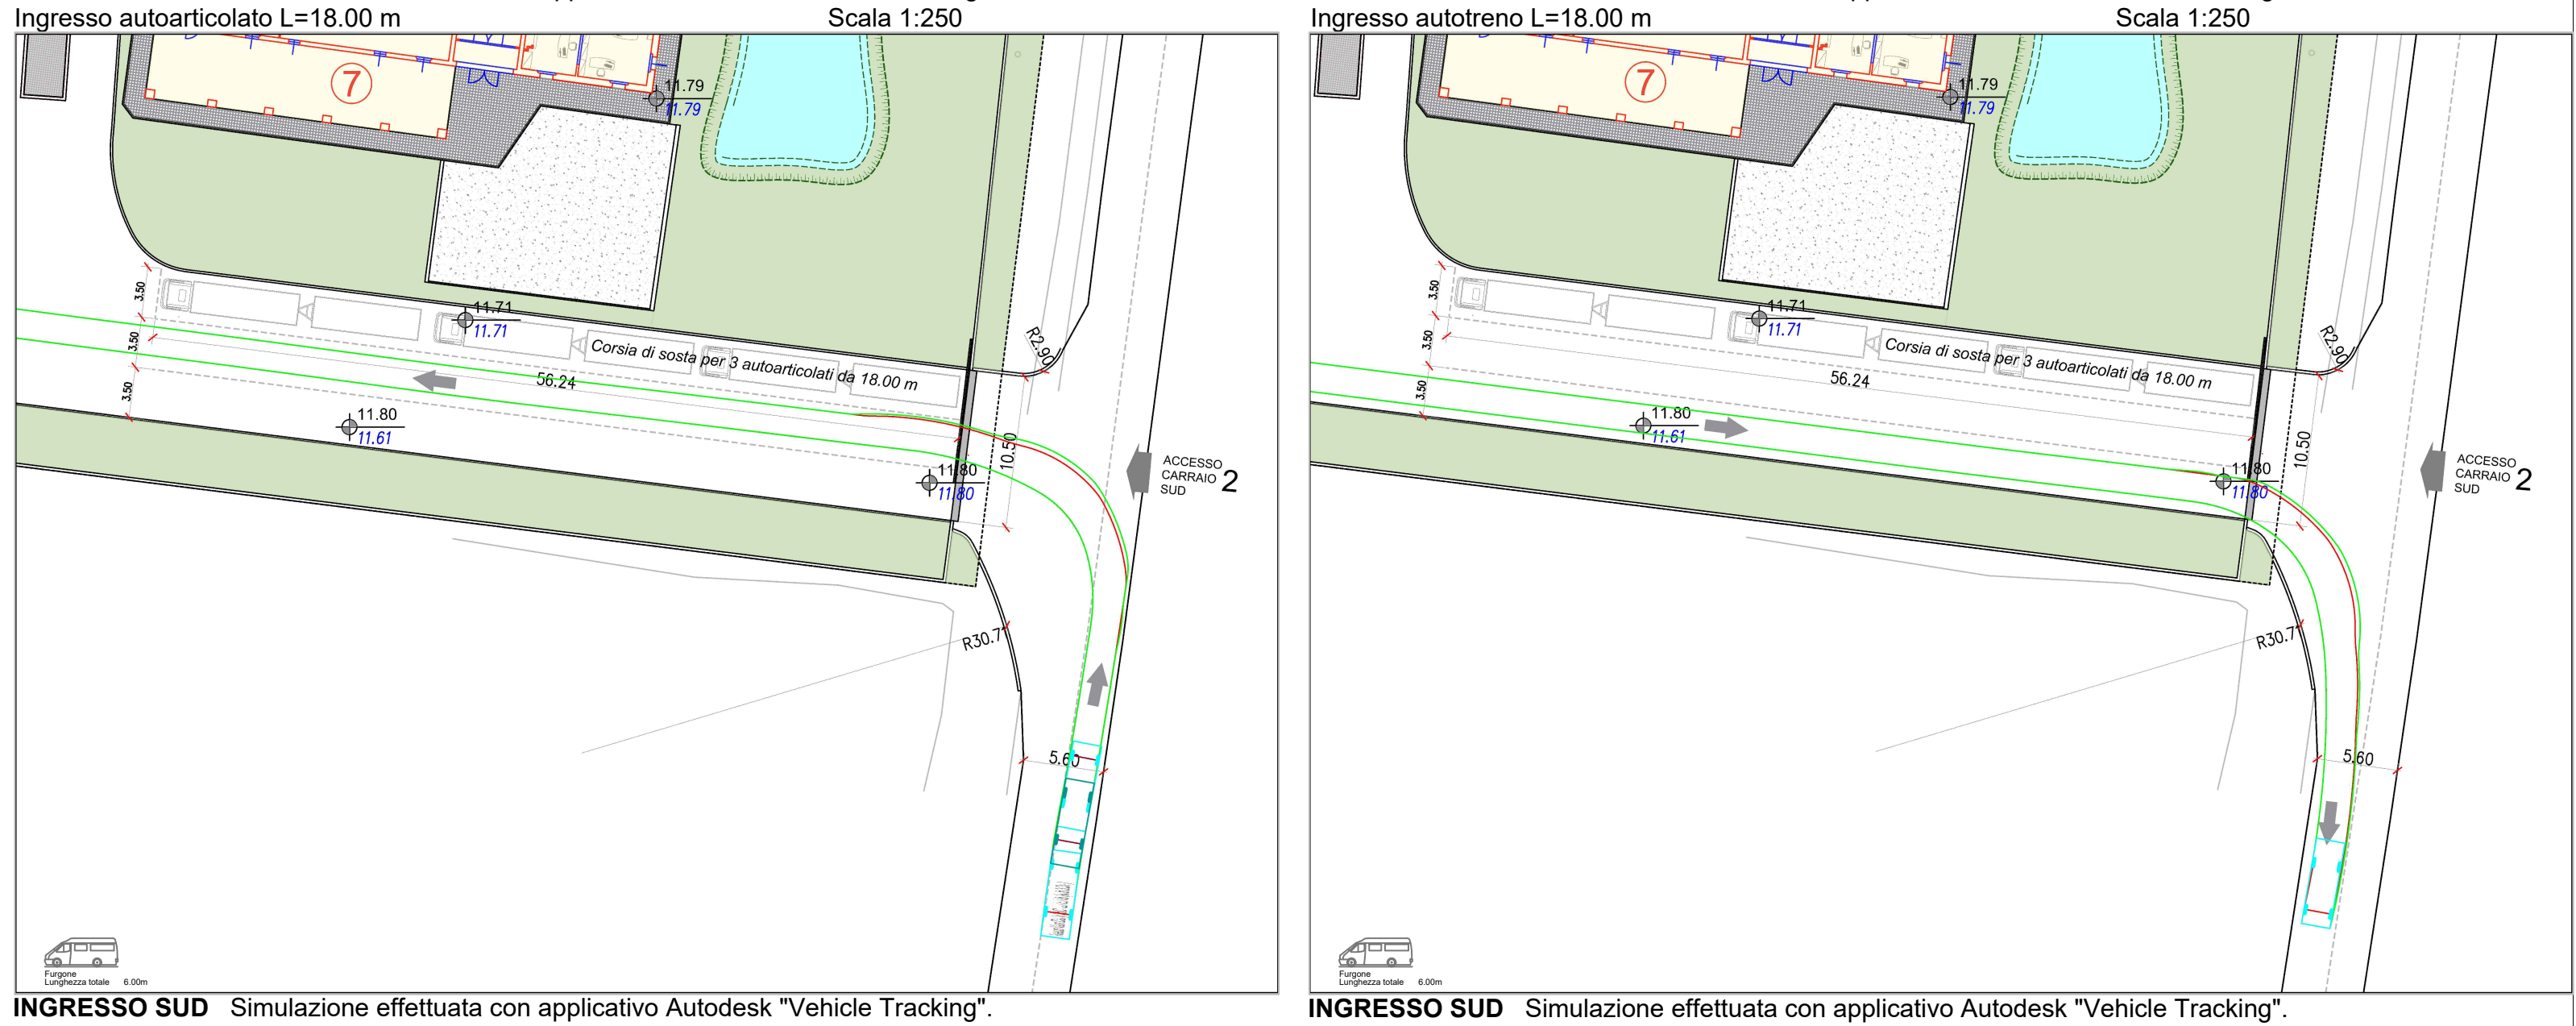 Ingresso autoarticolato L=18.00 m
Scala 1:250
7
11.79
11.79
3.50
3.50
3.50
11.71
11.71
Corsia di sosta per 3 autoarticolati da 18.00 m
56.24
11.80
11.61
R2.90
10.50
11.80
11.80
ACCESSO
CARRAIO
SUD
2
R30.7
5.60
Furgone
Lunghezza totale 6.00m
INGRESSO SUD Simulazione effettuata con applicativo Autodesk "Vehicle Tracking".
Ingresso autotreno L=18.00 m
Scala 1:250
7
11.79
11.79
3.50
3.50
3.50
11.71
11.71
Corsia di sosta per 3 autoarticolati da 18.00 m
56.24
11.80
11.61
R2.90
10.50
11.80
11.80
ACCESSO
CARRAIO
SUD
2
R30.7
5.60
Furgone
Lunghezza totale 6.00m
INGRESSO SUD Simulazione effettuata con applicativo Autodesk "Vehicle Tracking".